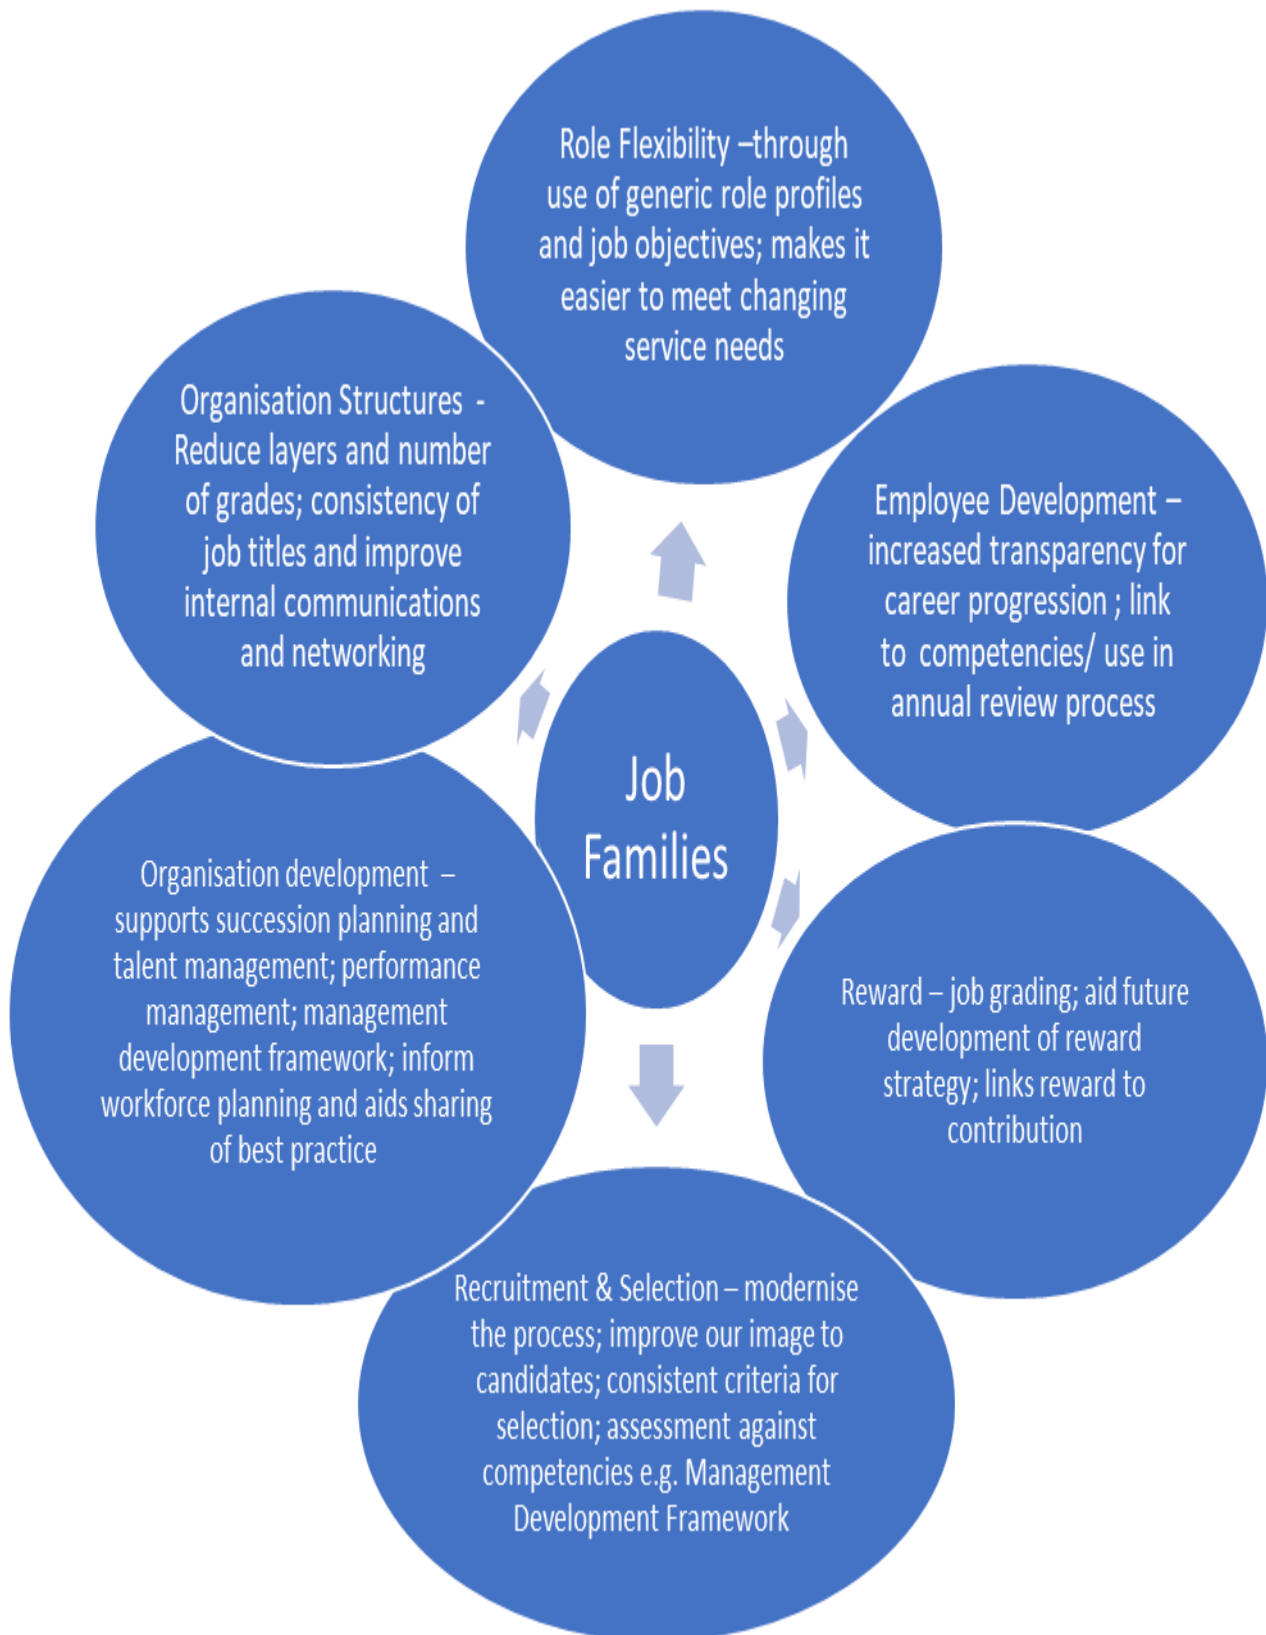 Role Flexibility –through
use of generic role profiles
and job objectives; makes it
easier to meet changing
service needs
Organisation Structures -
Reduce layers and number
of grades; consistency of
job titles and improve
internal communications
and networking
Employee Development –
increased transparency for
career progression ; link
to competencies/ use in
annual review process
Job
Families
Organisation development –
supports succession planning and
talent management; performance
management; management
development framework; inform
workforce planning and aids sharing
of best practice
Reward – job grading; aid future
development of reward
strategy; links reward to
contribution
Recruitment & Selection – modernise
the process; improve our image to
candidates; consistent criteria for
selection; assessment against
competencies e.g. Management
Development Framework